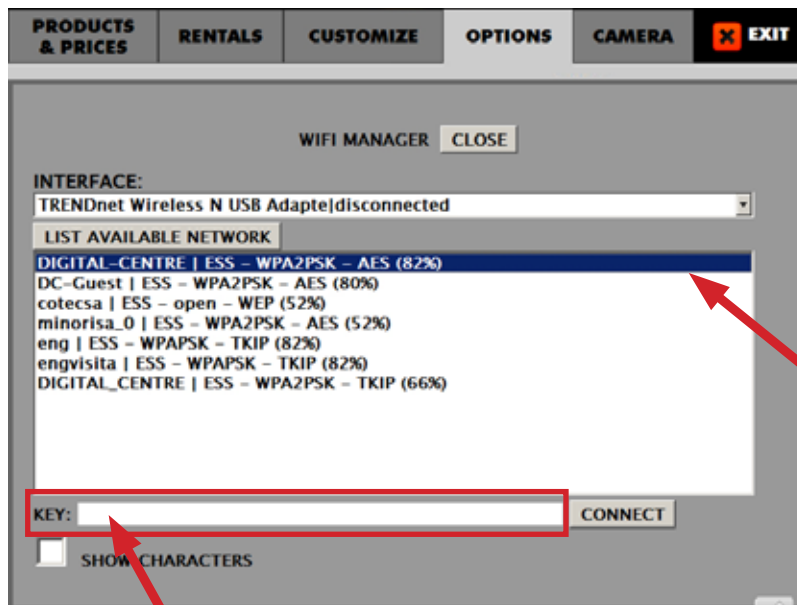 PRODUCTS & PRICES RENTALS CUSTOMIZE OPTIONS CAMERA EXIT
WIFI MANAGER CLOSE
INTERFACE:
TRENDnet Wireless N USB Adapte|disconnected
LIST AVAILABLE NETWORK
DIGITAL-CENTRE | ESS - WPA2PSK - AES (82%)
DC-Guest | ESS - WPA2PSK - AES (80%)
cotecsa | ESS - open - WEP (52%)
minorisa_0 | ESS - WPA2PSK - AES (52%)
eng | ESS - WPAPSK - TKIP (82%)
engvisita | ESS - WPAPSK - TKIP (82%)
DIGITAL_CENTRE | ESS - WPA2PSK - TKIP (66%)
KEY: CONNECT
SHOW CHARACTERS